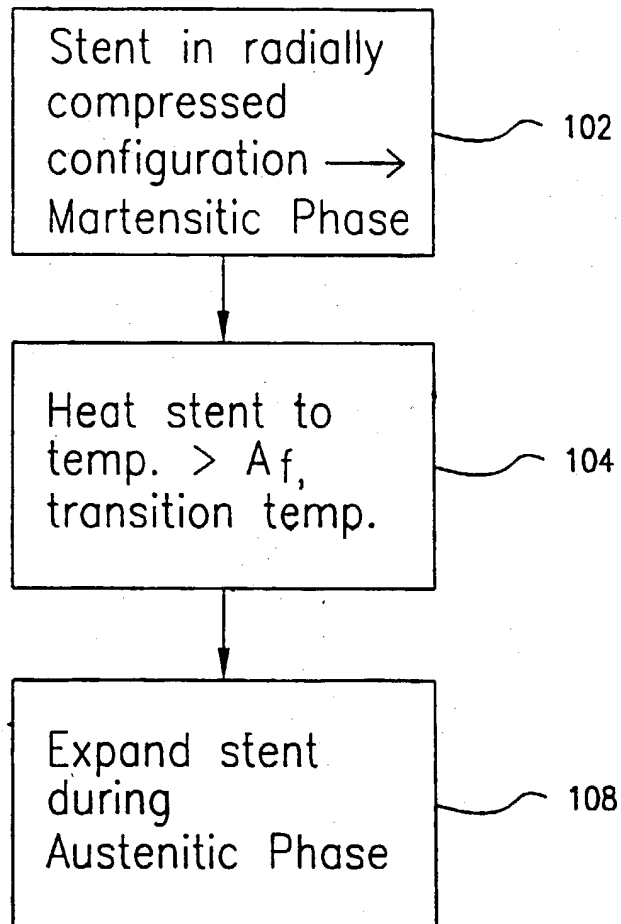 Stent in radially
compressed
configuration →
Martensitic Phase
102
Heat stent to
temp. > Af,
transition temp.
104
Expand stent
during
Austenitic Phase
108